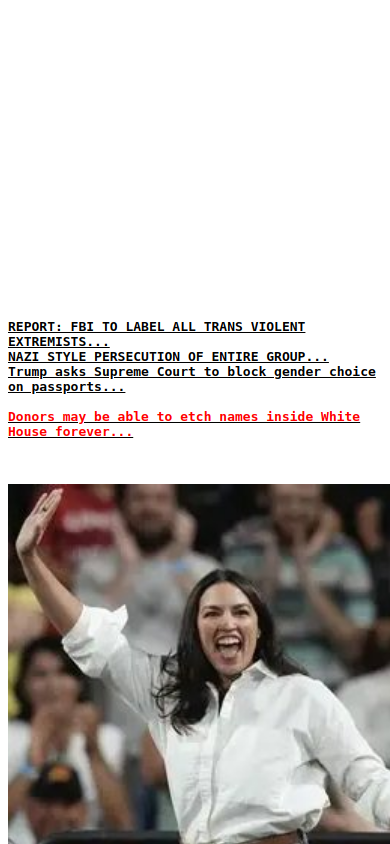 REPORT: FBI TO LABEL ALL TRANS VIOLENT
EXTREMISTS...
NAZI STYLE PERSECUTION OF ENTIRE GROUP...
Trump asks Supreme Court to block gender choice
on passports...
Donors may be able to etch names inside White
House forever...